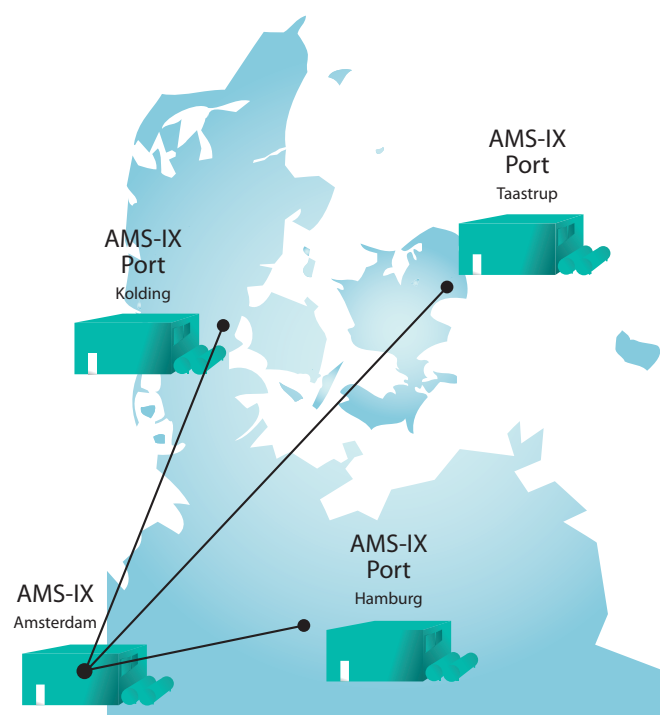 AMS-IX
Port
Taastrup
AMS-IX
Port
Kolding
AMS-IX
Port
Hamburg
AMS-IX
Amsterdam